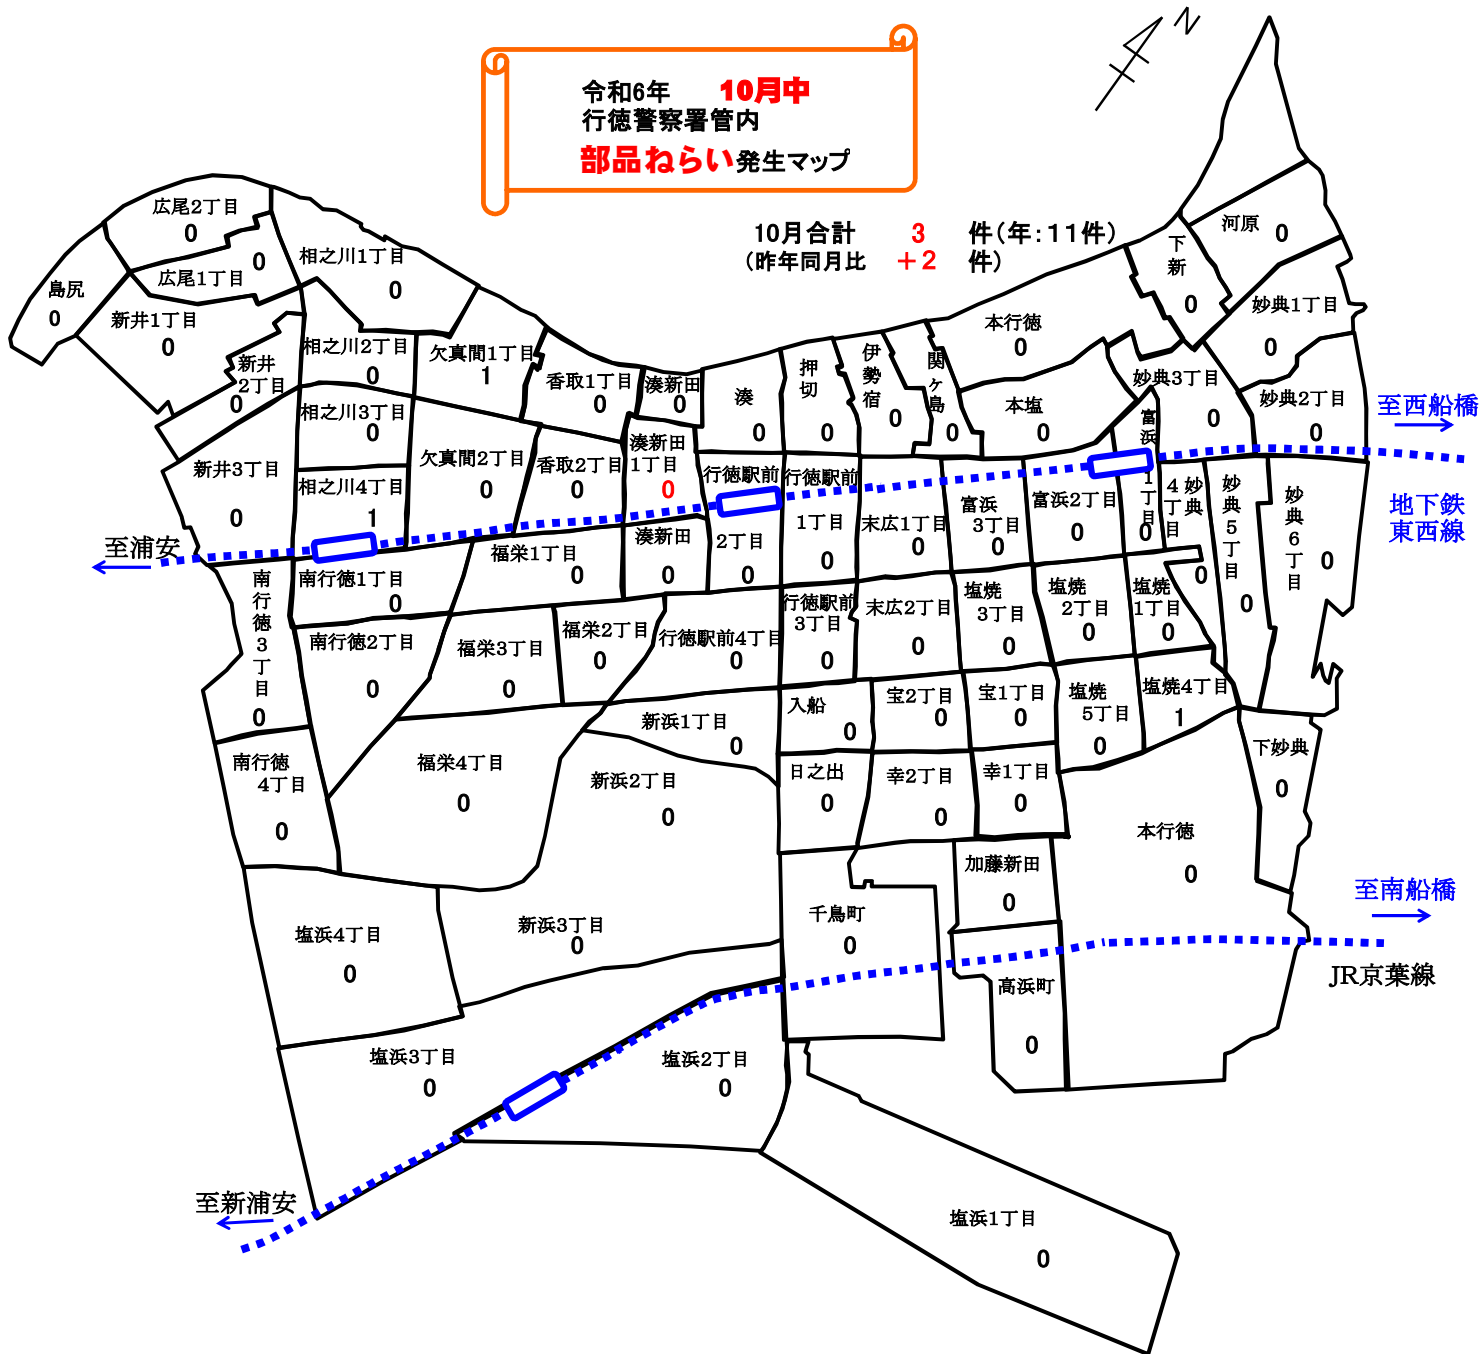 N
令和6年 10月中
行徳警察署管内
部品ねらい発生マップ
10月合計 3 件(年:11件)
(昨年同月比 +2 件)
広尾2丁目
0
広尾1丁目
0
島尻
0
相之川1丁目
0
新井1丁目
0
新井
2丁目
0
相之川2丁目
0
欠真間1丁目
1
香取1丁目
0
湊新田
0
湊
0
押切
0
伊勢宿
0
関ヶ島
0
本行徳
0
本塩
0
下新
0
河原
0
妙典1丁目
0
妙典3丁目
0
妙典2丁目
0
至西船橋
地下鉄
東西線
新井3丁目
0
相之川3丁目
0
相之川4丁目
1
欠真間2丁目
0
香取2丁目
0
湊新田
1丁目
0
行徳駅前
2丁目
0
行徳駅前
1丁目
0
末広1丁目
0
富浜
3丁目
0
富浜2丁目
0
富浜1丁目
0
妙典4丁目
0
妙典5丁目
0
妙典6丁目
0
至浦安
南行徳3丁目
0
南行徳1丁目
0
福栄1丁目
0
湊新田
0
南行徳2丁目
0
福栄3丁目
0
福栄2丁目
0
行徳駅前4丁目
0
行徳駅前
3丁目
0
末広2丁目
0
塩焼
3丁目
0
塩焼
2丁目
0
塩焼
1丁目
0
南行徳
4丁目
0
福栄4丁目
0
新浜1丁目
0
新浜2丁目
0
入船
0
宝2丁目
0
宝1丁目
0
塩焼
5丁目
0
塩焼4丁目
1
日之出
0
幸2丁目
0
幸1丁目
0
下妙典
0
本行徳
0
至南船橋
JR京葉線
塩浜4丁目
0
新浜3丁目
0
千鳥町
0
加藤新田
0
高浜町
0
塩浜3丁目
0
塩浜2丁目
0
至新浦安
塩浜1丁目
0